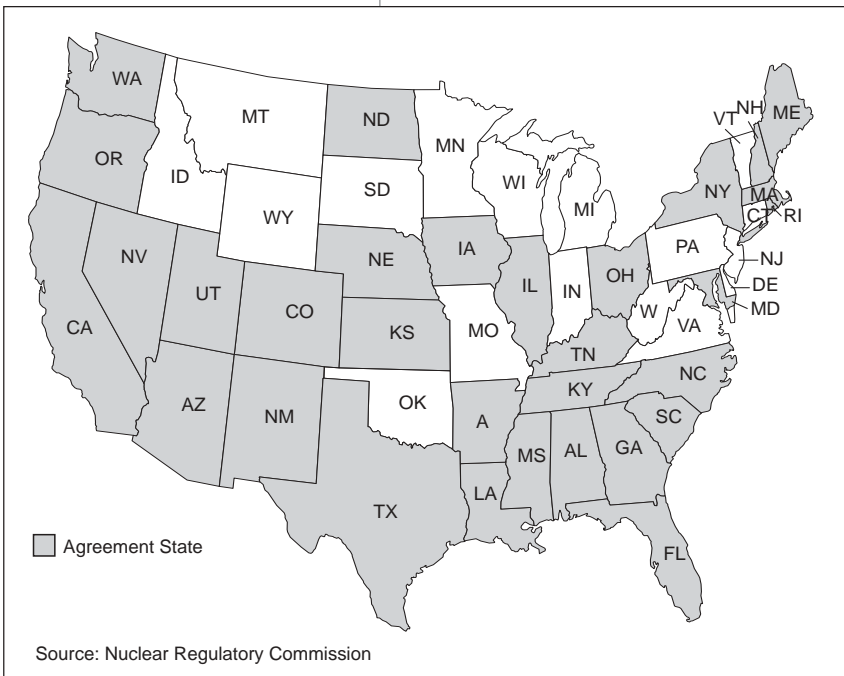 WA
MT
ND
MN
VT
NH
ME
OR
ID
SD
WI
MI
NY
MA
WY
CT
RI
NV
NE
IA
PA
NJ
UT
CO
IL
IN
OH
DE
MD
CA
KS
MO
W
VA
TN
AZ
NM
OK
A
KY
NC
SC
MS
AL
GA
LA
TX
FL
Agreement State
Source: Nuclear Regulatory Commission